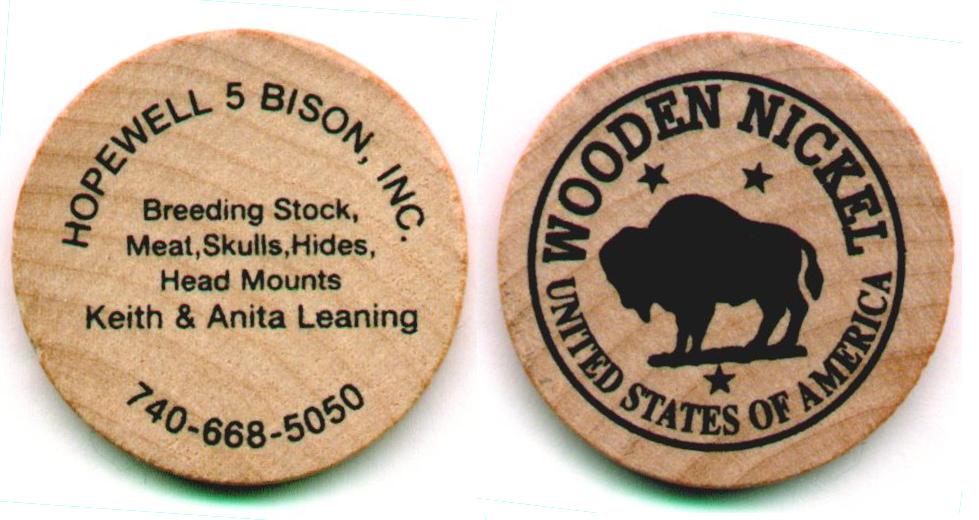 HOPEWELL 5 BISON, INC.
Breeding Stock,
Meat,Skulls,Hides,
Head Mounts
Keith & Anita Leaning
740-668-5050
WOODEN NICKEL
UNITED STATES OF AMERICA